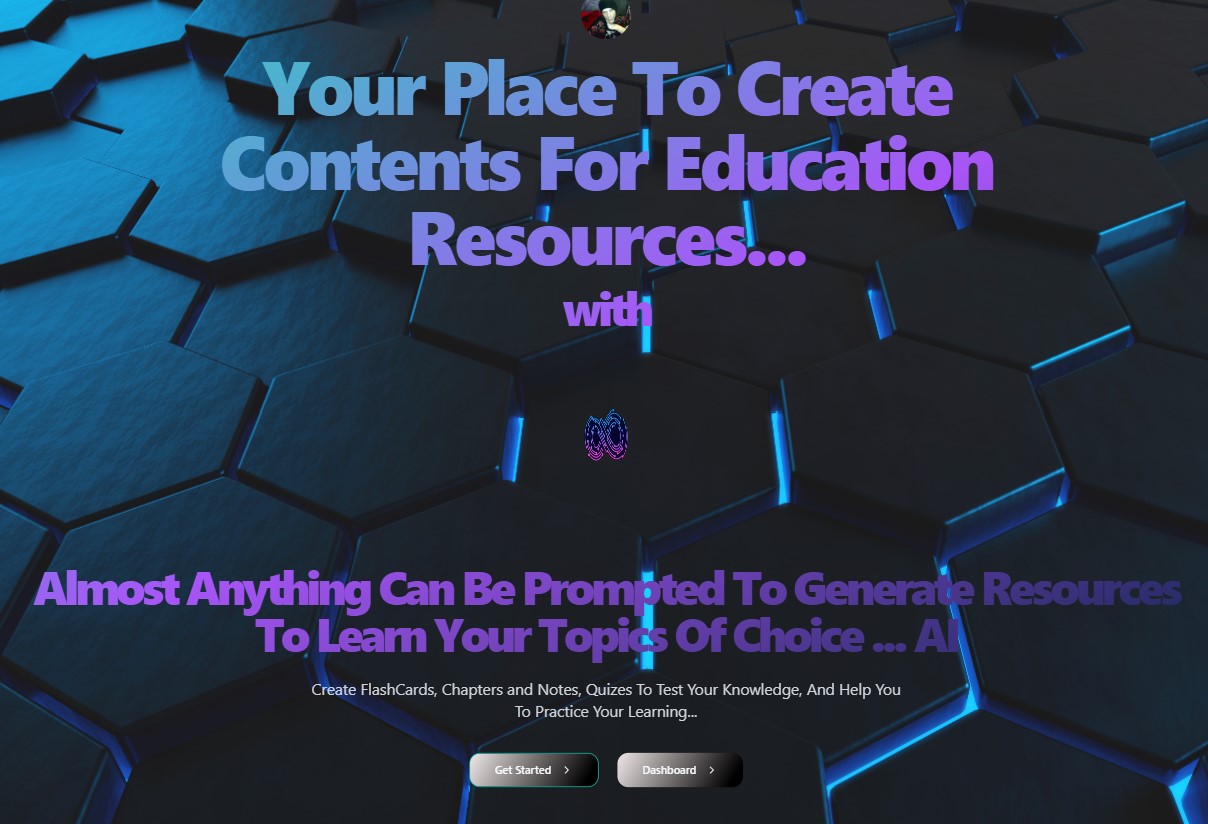 Your Place To Create
Contents For Education
Resources...
with
Almost Anything Can Be Prompted To Generate Resources
To Learn Your Topics Of Choice ... AI
Create FlashCards, Chapters and Notes, Quizes To Test Your Knowledge, And Help You
To Practice Your Learning...
Get Started
Dashboard